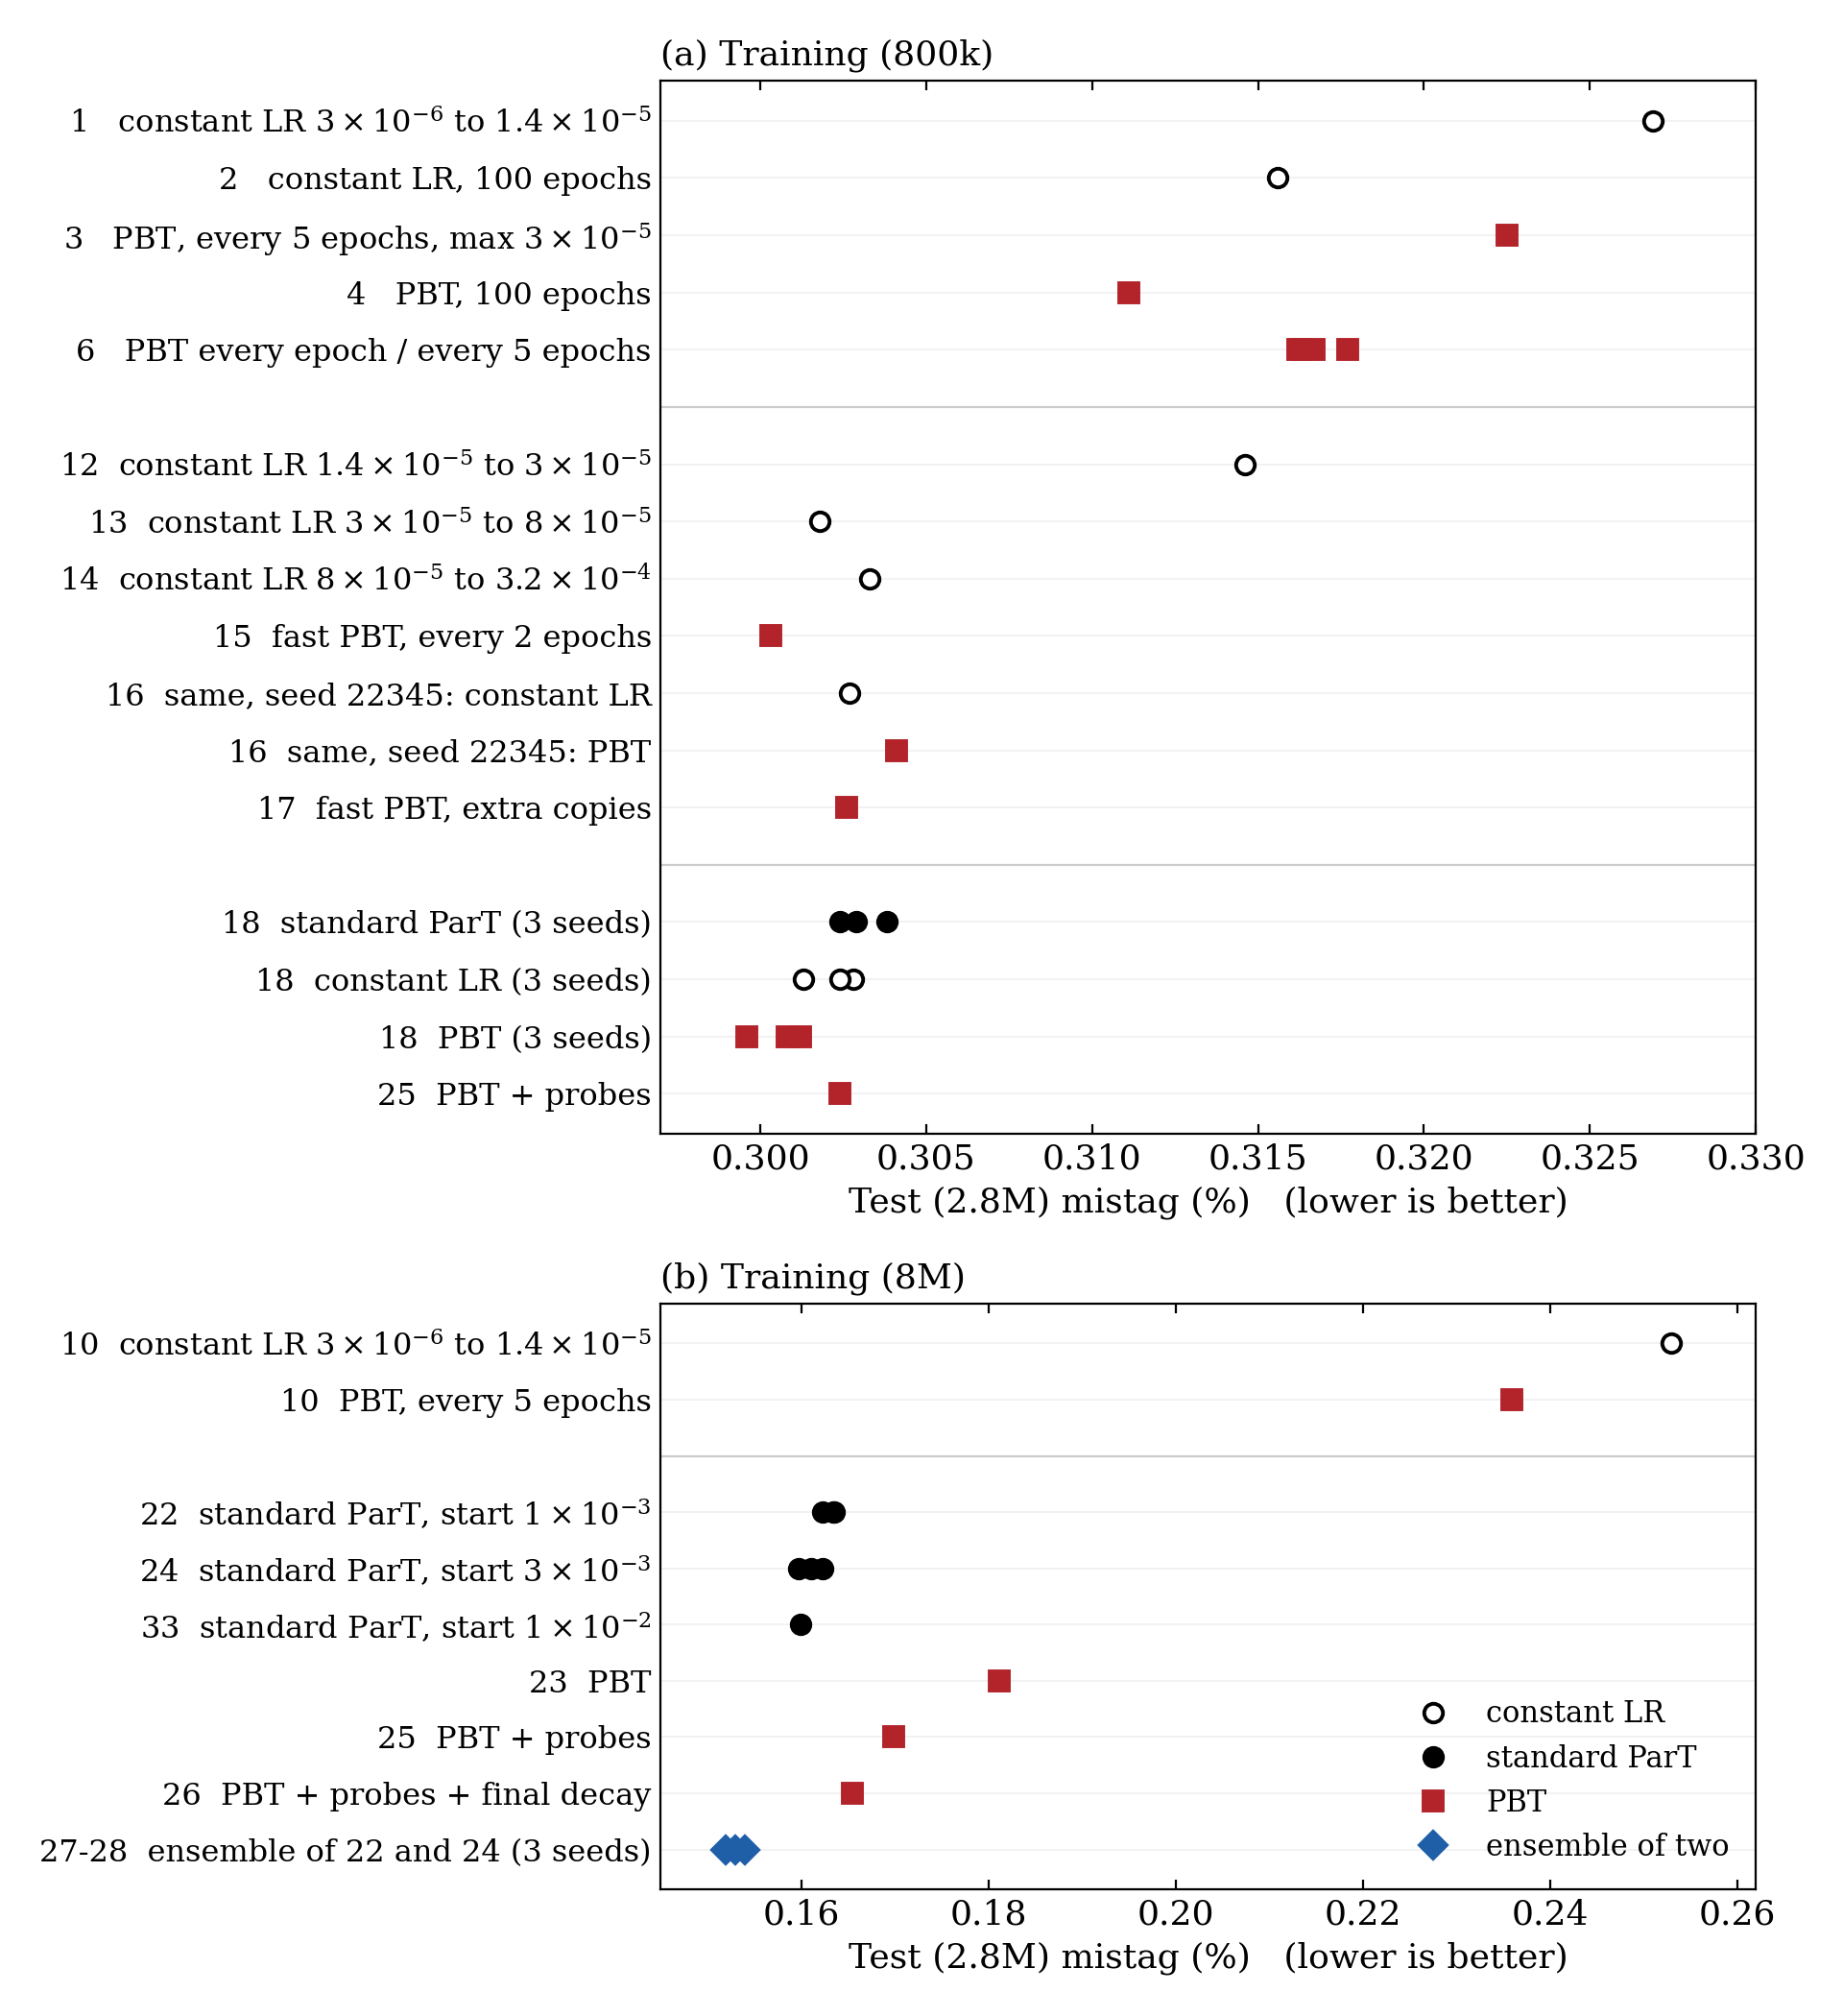 (a) Training (800k)
1 constant LR 3 × 10⁻⁶ to 1.4 × 10⁻⁵
2 constant LR, 100 epochs
3 PBT, every 5 epochs, max 3 × 10⁻⁵
4 PBT, 100 epochs
6 PBT every epoch / every 5 epochs
12 constant LR 1.4 × 10⁻⁵ to 3 × 10⁻⁵
13 constant LR 3 × 10⁻⁵ to 8 × 10⁻⁵
14 constant LR 8 × 10⁻⁵ to 3.2 × 10⁻⁴
15 fast PBT, every 2 epochs
16 same, seed 22345: constant LR
16 same, seed 22345: PBT
17 fast PBT, extra copies
18 standard ParT (3 seeds)
18 constant LR (3 seeds)
18 PBT (3 seeds)
25 PBT + probes
0.300 0.305 0.310 0.315 0.320 0.325 0.330
Test (2.8M) mistag (%) (lower is better)
(b) Training (8M)
10 constant LR 3 × 10⁻⁶ to 1.4 × 10⁻⁵
10 PBT, every 5 epochs
22 standard ParT, start 1 × 10⁻³
24 standard ParT, start 3 × 10⁻³
33 standard ParT, start 1 × 10⁻²
23 PBT
25 PBT + probes
26 PBT + probes + final decay
27-28 ensemble of 22 and 24 (3 seeds)
constant LR
standard ParT
PBT
ensemble of two
0.16 0.18 0.20 0.22 0.24 0.26
Test (2.8M) mistag (%) (lower is better)